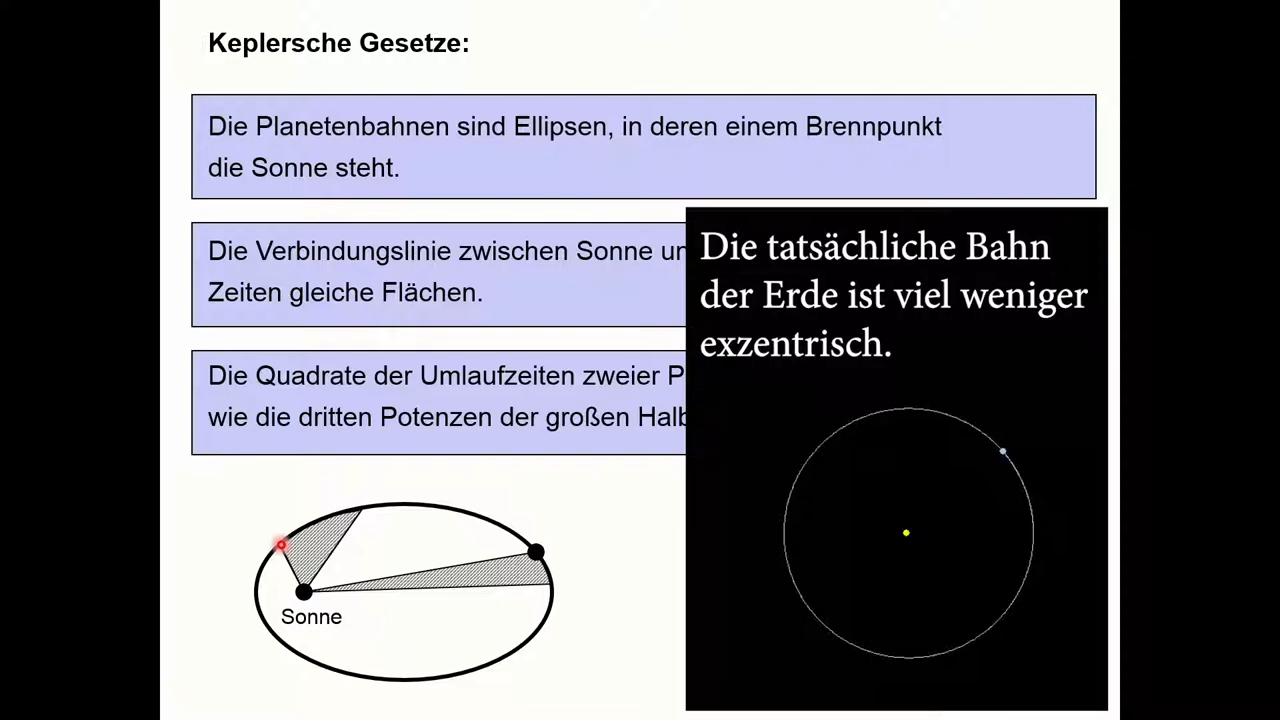 Keplersche Gesetze:
Die Planetenbahnen sind Ellipsen, in deren einem Brennpunkt
die Sonne steht.
Die Verbindungslinie zwischen Sonne
Zeiten gleiche Flächen.
Die Quadrate der Umlaufzeiten zweier
wie die dritten Potenzen der großen
Die tatsächliche Bahn
der Erde ist viel weniger
exzentrisch.
Sonne